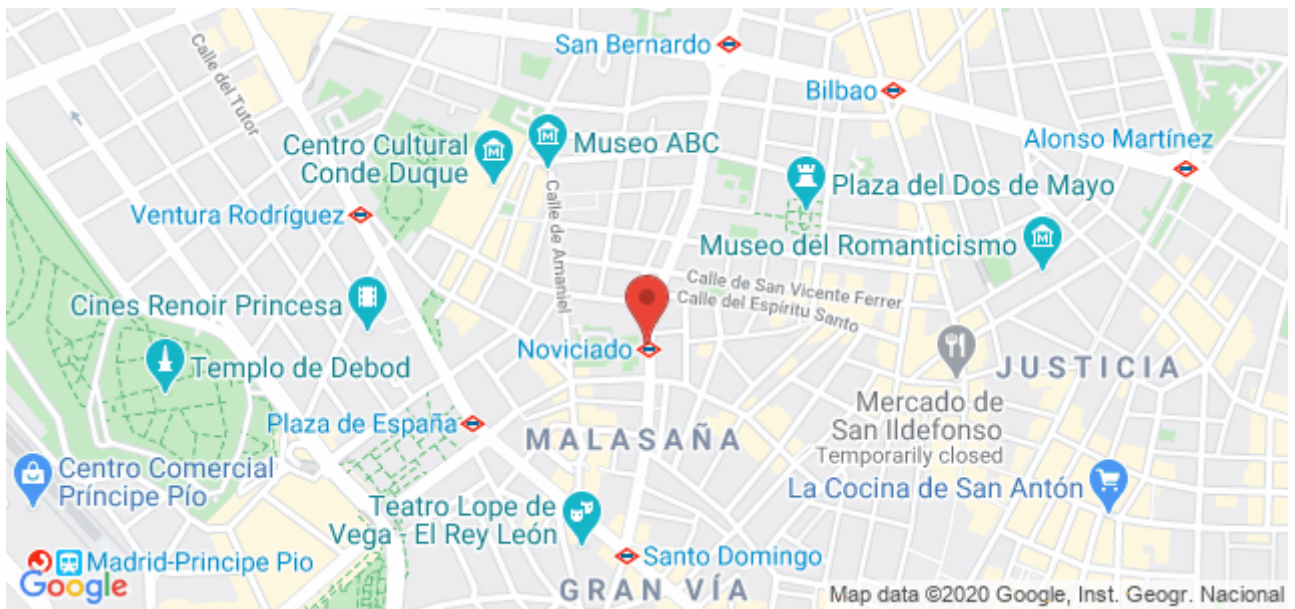 San Bernardo
Calle del Tutor
Bilbao
Alonso Martínez
Centro Cultural
Conde Duque
Museo ABC
Plaza del Dos de Mayo
Calle de Amaniel
Ventura Rodríguez
Museo del Romanticismo
Calle de San Vicente Ferrer
Calle del Espíritu Santo
Cines Renoir Princesa
Noviciado
Templo de Debod
JUSTICIA
Plaza de España
MALASAÑA
Mercado de
San Ildefonso
Temporarily closed
Centro Comercial
Príncipe Pío
La Cocina de San Antón
Teatro Lope de
Vega - El Rey León
Santo Domingo
Madrid-Principe Pio
GRAN VÍA
Google
Map data ©2020 Google, Inst. Geogr. Nacional